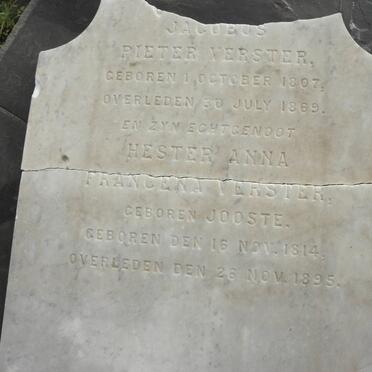 JACOBUS
PIETER VERSTER,
GEBOREN 1 OCTOBER 1807,
OVERLEDEN 30 JULY 1869.
EN ZYN ECHTGENOOT
HESTER ANNA
FRANCENA VERSTER,
GEBOREN JOOSTE.
GEBOREN DEN 16 NOV. 1814,
OVERLEDEN DEN 26 NOV. 1895.